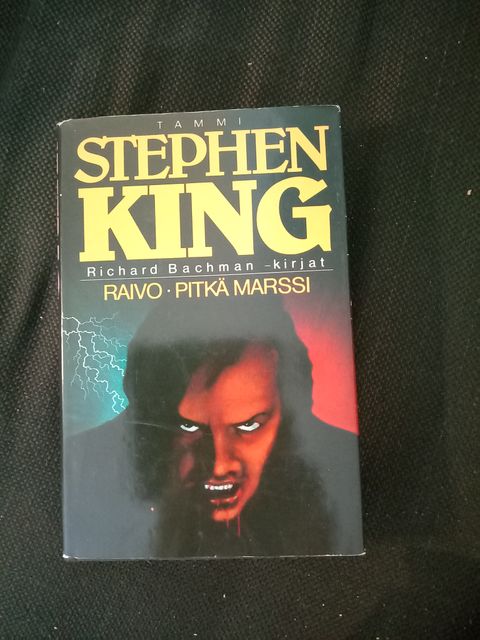 TAMMI
STEPHEN
KING
Richard Bachman -kirjat
RAIVO · PITKÄ MARSSI